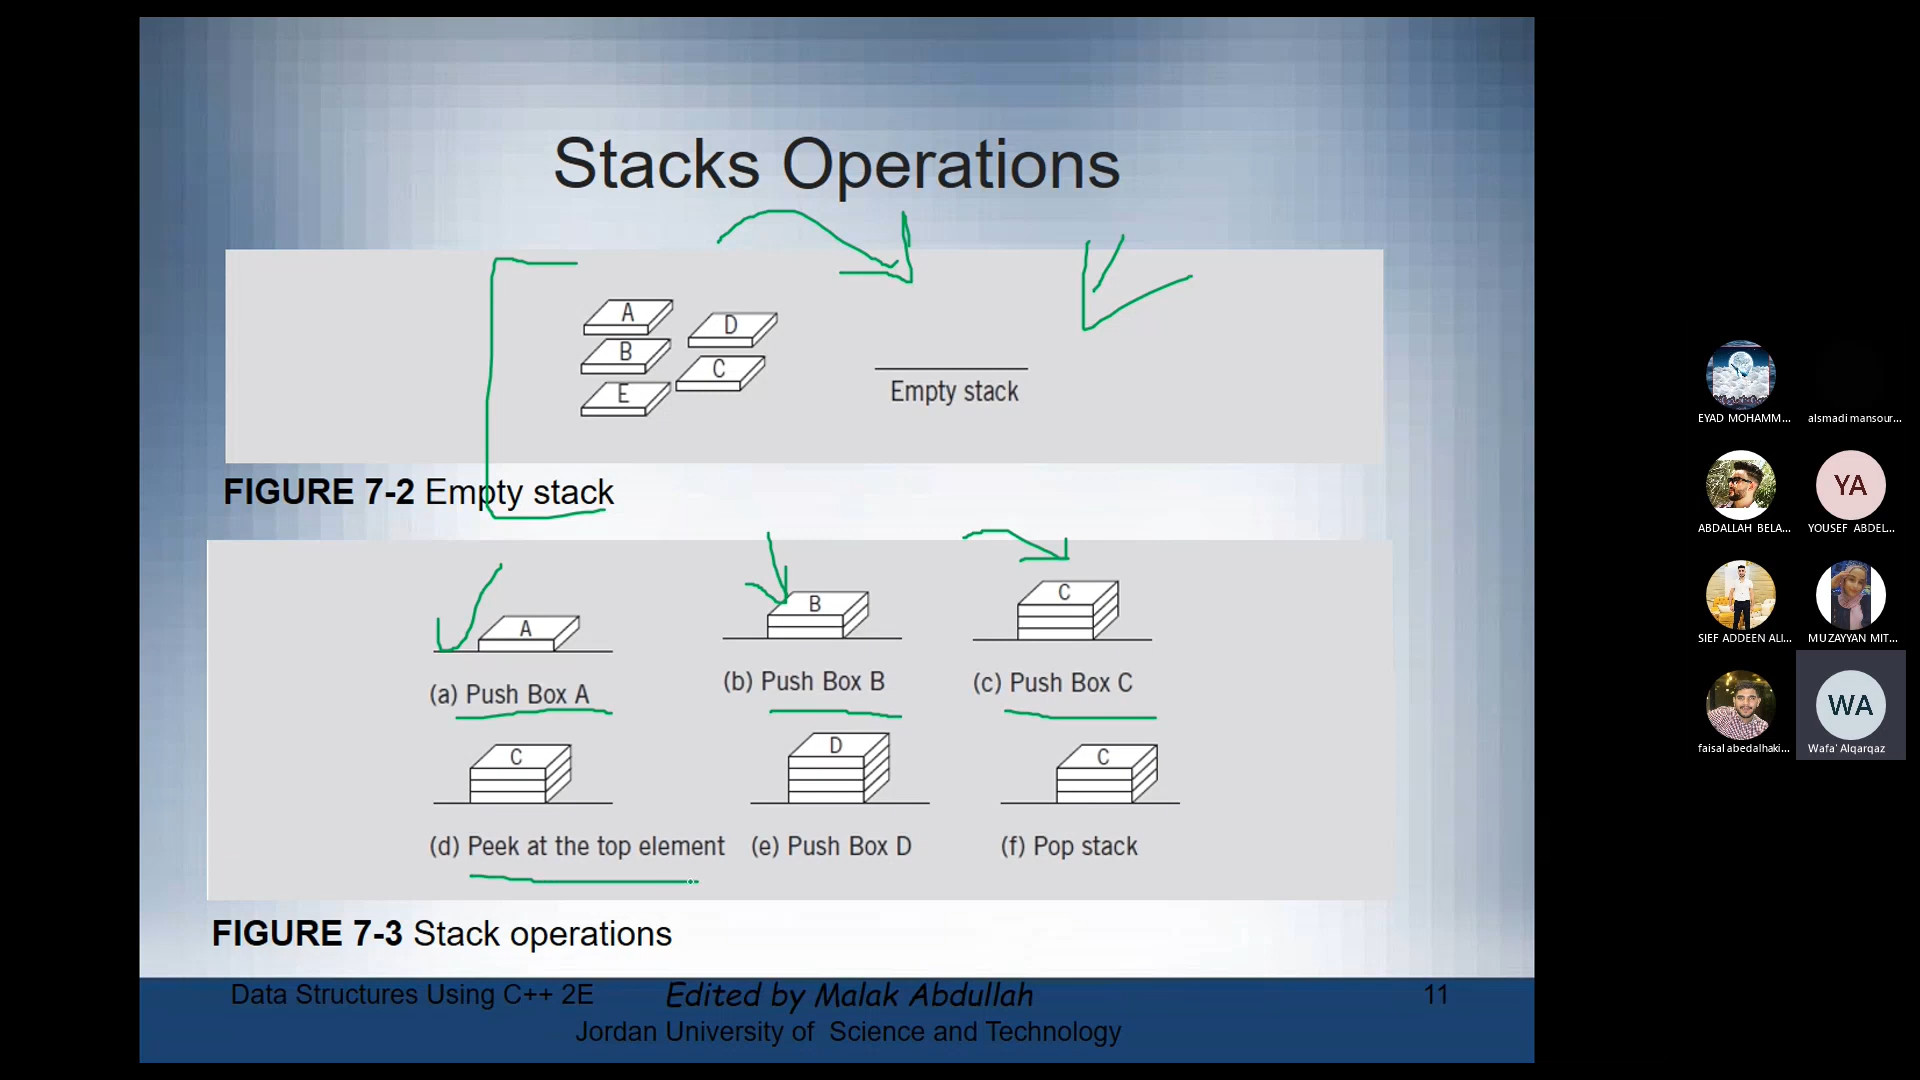 Stacks Operations
A
D
B
C
E
Empty stack
FIGURE 7-2 Empty stack
A
B
C
(a) Push Box A
(b) Push Box B
(c) Push Box C
C
D
C
(d) Peek at the top element
(e) Push Box D
(f) Pop stack
FIGURE 7-3 Stack operations
Data Structures Using C++ 2E
Edited by Malak Abdullah
11
Jordan University of Science and Technology
EYAD MOHAMM...
alsmadi mansour...
YA
ABDALLAH BELA...
YOUSEF ABDEL...
SIEF ADDEEN ALI...
MUZAYYAN MIT...
WA
faisal abedalhaki...
Wafa' Alqarqaz